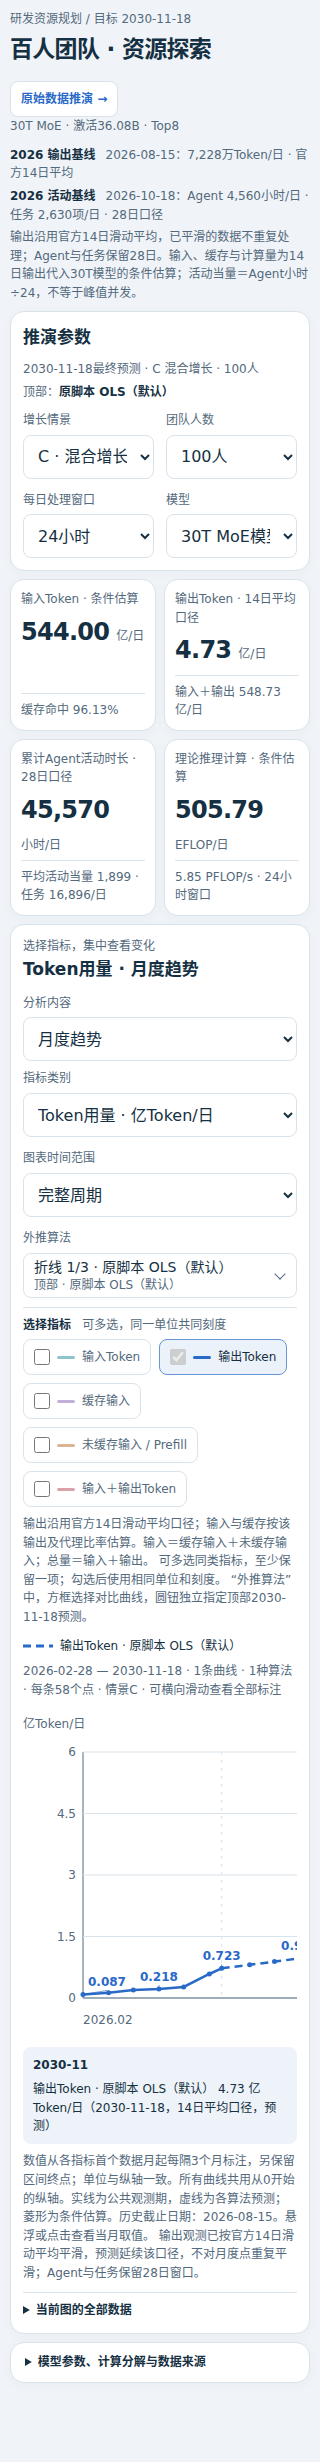 研发资源规划 / 目标 2030-11-18
百人团队 · 资源探索
原始数据推演 →
30T MoE · 激活36.08B · Top8
2026 输出基线 2026-08-15：7,228万Token/日 · 官
方14日平均
2026 活动基线 2026-10-18：Agent 4,560小时/日 ·
任务 2,630项/日 · 28日口径
输出沿用官方14日滑动平均，已平滑的数据不重复处
理；Agent与任务保留28日。输入、缓存与计算量为14
日输出代入30T模型的条件估算；活动当量＝Agent小时
÷24，不等于峰值并发。
推演参数
2030-11-18最终预测 · C 混合增长 · 100人
顶部：原脚本 OLS（默认）
增长情景
团队人数
C · 混合增长
100人
每日处理窗口
模型
24小时
30T MoE模
输入Token · 条件估算
544.00 亿/日
缓存命中 96.13%
输出Token · 14日平均
口径
4.73 亿/日
输入＋输出 548.73
亿/日
累计Agent活动时长 ·
28日口径
45,570
小时/日
平均活动当量 1,899 ·
任务 16,896/日
理论推理计算 · 条件估
算
505.79
EFLOP/日
5.85 PFLOP/s · 24小
时窗口
选择指标，集中查看变化
Token用量 · 月度趋势
分析内容
月度趋势
指标类别
Token用量 · 亿Token/日
图表时间范围
完整周期
外推算法
折线 1/3 · 原脚本 OLS（默认）
顶部 · 原脚本 OLS（默认）
选择指标 可多选，同一单位共同刻度
输入Token
输出Token
缓存输入
未缓存输入 / Prefill
输入＋输出Token
输出沿用官方14日滑动平均口径；输入与缓存按该
输出及代理比率估算。输入＝缓存输入＋未缓存输
入；总量＝输入＋输出。 可多选同类指标，至少保
留一项；勾选后使用相同单位和刻度。 “外推算法”
中，方框选择对比曲线，圆钮独立指定顶部2030-
11-18预测。
输出Token · 原脚本 OLS（默认）
2026-02-28 — 2030-11-18 · 1条曲线 · 1种算法
· 每条58个点 · 情景C · 可横向滑动查看全部标注
亿Token/日
6
4.5
3
1.5
0
0.087
0.218
0.723
2026.02
2030-11
输出Token · 原脚本 OLS（默认） 4.73 亿
Token/日（2030-11-18，14日平均口径，预
测）
数值从各指标首个数据月起每隔3个月标注，另保留
区间终点；单位与纵轴一致。所有曲线共用从0开始
的纵轴。实线为公共观测期，虚线为各算法预测；
菱形为条件估算。历史截止日期：2026-08-15。悬
浮或点击查看当月取值。 输出观测已按官方14日滑
动平均平滑，预测延续该口径，不对月度点重复平
滑；Agent与任务保留28日窗口。
当前图的全部数据
模型参数、计算分解与数据来源